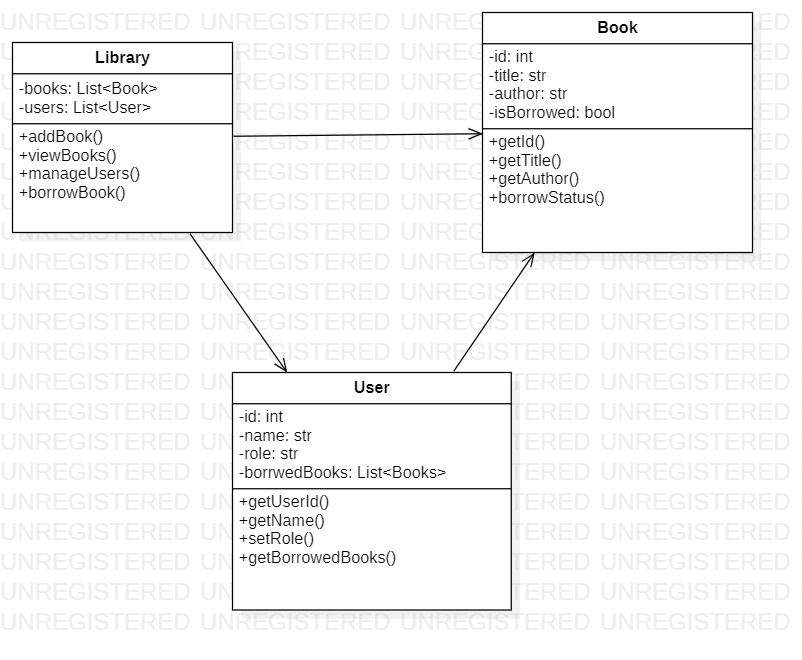 Library
-books: List<Book>
-users: List<User>
+addBook()
+viewBooks()
+manageUsers()
+borrowBook()
Book
-id: int
-title: str
-author: str
-isBorrowed: bool
+getId()
+getTitle()
+getAuthor()
+borrowStatus()
User
-id: int
-name: str
-role: str
-borrwedBooks: List<Books>
+getUserId()
+getName()
+setRole()
+getBorrowedBooks()
UNREGISTERED